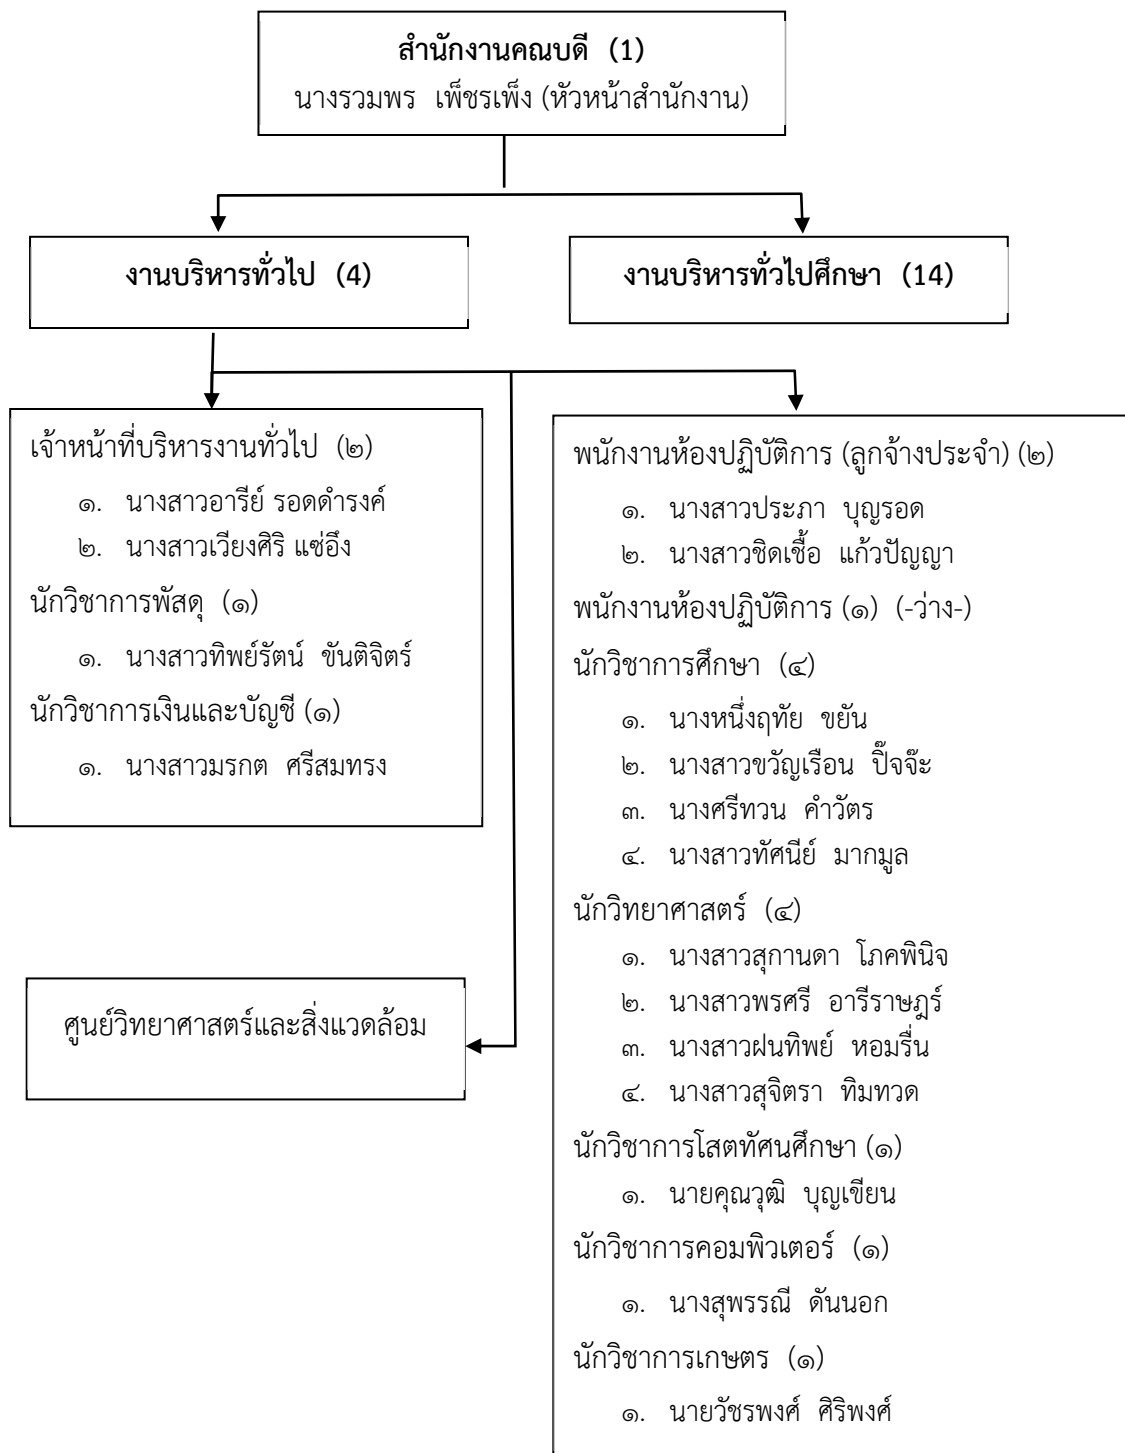 สำนักงานคณบดี (1)
นางรวมพร เพ็ชรเพ็ง (หัวหน้าสำนักงาน)
งานบริหารทั่วไป (4)
งานบริหารทั่วไปศึกษา (14)
เจ้าหน้าที่บริหารงานทั่วไป (๒)
๑. นางสาวอารีย์ รอดดำรงค์
๒. นางสาวเวียงศิริ แซ่อึง
นักวิชาการพัสดุ (๑)
๑. นางสาวทิพย์รัตน์ ขันติจิตร์
นักวิชาการเงินและบัญชี (๑)
๑. นางสาวมรกต ศรีสมทรง
ศูนย์วิทยาศาสตร์และสิ่งแวดล้อม
พนักงานห้องปฏิบัติการ (ลูกจ้างประจำ) (๒)
๑. นางสาวประภา บุญรอด
๒. นางสาวชิดเชื้อ แก้วปัญญา
พนักงานห้องปฏิบัติการ (๑) (-ว่าง-)
นักวิชาการศึกษา (๔)
๑. นางหนึ่งฤทัย ขยัน
๒. นางสาวขวัญเรือน ปิ๊จจ๊ะ
๓. นางศรีทวน คำวัตร
๔. นางสาวทัศนีย์ มากมูล
นักวิทยาศาสตร์ (๔)
๑. นางสาวสุกานดา โภคพินิจ
๒. นางสาวพรศรี อารีราษฎร์
๓. นางสาวฝนทิพย์ หอมรื่น
๔. นางสาวสุจิตรา ทิมทวด
นักวิชาการโสตทัศนศึกษา (๑)
๑. นายคุณวุฒิ บุญเขียน
นักวิชาการคอมพิวเตอร์ (๑)
๑. นางสุพรรณี ดันนอก
นักวิชาการเกษตร (๑)
๑. นายวัชรพงศ์ ศิริพงศ์